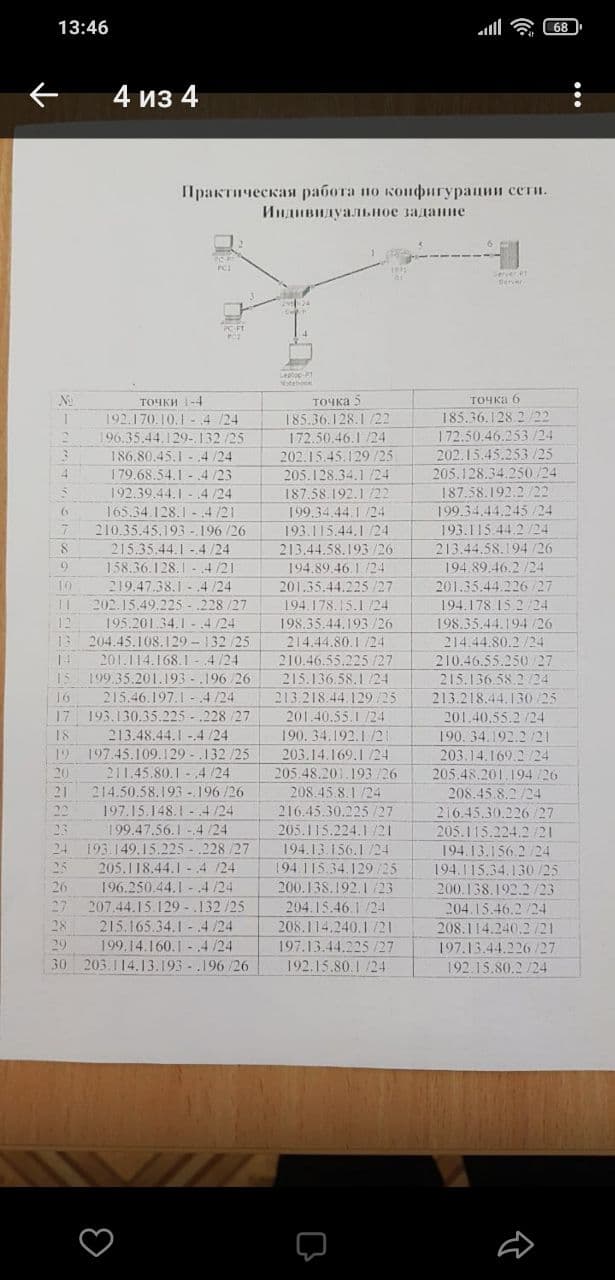 13:46
68
4 из 4
Практическая работа по конфигурации сети.
Индивидуальное задание
2
PC-PT
PC1
3
PC-PT
PC2
4
Laptop-PT
Notebook
1
5
6
Server-PT
Server
№ точки 1-4 точка 5 точка 6
1 192.170.10.1 - .4 /24 185.36.128.1 /22 185.36.128.2 /22
2 196.35.44.129-.132 /25 172.50.46.1 /24 172.50.46.253 /24
3 186.80.45.1 - .4 /24 202.15.45.129 /25 202.15.45.253 /25
4 179.68.54.1 - .4 /23 205.128.34.1 /24 205.128.34.250 /24
5 192.39.44.1 - .4 /24 187.58.192.1 /22 187.58.192.2 /22
6 165.34.128.1 - .4 /21 199.34.44.1 /24 199.34.44.245 /24
7 210.35.45.193 -.196 /26 193.115.44.1 /24 193.115.44.2 /24
8 215.35.44.1 -.4 /24 213.44.58.193 /26 213.44.58.194 /26
9 158.36.128.1 - .4 /21 194.89.46.1 /24 194.89.46.2 /24
10 219.47.38.1 - .4 /24 201.35.44.225 /27 201.35.44.226 /27
11 202.15.49.225 - .228 /27 194.178.15.1 /24 194.178.15.2 /24
12 195.201.34.1 - .4 /24 198.35.44.193 /26 198.35.44.194 /26
13 204.45.108.129 – 132 /25 214.44.80.1 /24 214.44.80.2 /24
14 201.114.168.1 - .4 /24 210.46.55.225 /27 210.46.55.250 /27
15 199.35.201.193 - .196 /26 215.136.58.1 /24 215.136.58.2 /24
16 215.46.197.1 - .4 /24 213.218.44.129 /25 213.218.44.130 /25
17 193.130.35.225 - .228 /27 201.40.55.1 /24 201.40.55.2 /24
18 213.48.44.1 -.4 /24 190. 34.192.1 /21 190. 34.192.2 /21
19 197.45.109.129 - .132 /25 203.14.169.1 /24 203.14.169.2 /24
20 211.45.80.1 - .4 /24 205.48.201.193 /26 205.48.201.194 /26
21 214.50.58.193 -.196 /26 208.45.8.1 /24 208.45.8.2 /24
22 197.15.148.1 - .4 /24 216.45.30.225 /27 216.45.30.226 /27
23 199.47.56.1 -.4 /24 205.115.224.1 /21 205.115.224.2 /21
24 193.149.15.225 - .228 /27 194.13.156.1 /24 194.13.156.2 /24
25 205.118.44.1 - .4 /24 194.115.34.129 /25 194.115.34.130 /25
26 196.250.44.1 - .4 /24 200.138.192.1 /23 200.138.192.2 /23
27 207.44.15.129 - .132 /25 204.15.46.1 /24 204.15.46.2 /24
28 215.165.34.1 - .4 /24 208.114.240.1 /21 208.114.240.2 /21
29 199.14.160.1 - .4 /24 197.13.44.225 /27 197.13.44.226 /27
30 203.114.13.193 - .196 /26 192.15.80.1 /24 192.15.80.2 /24